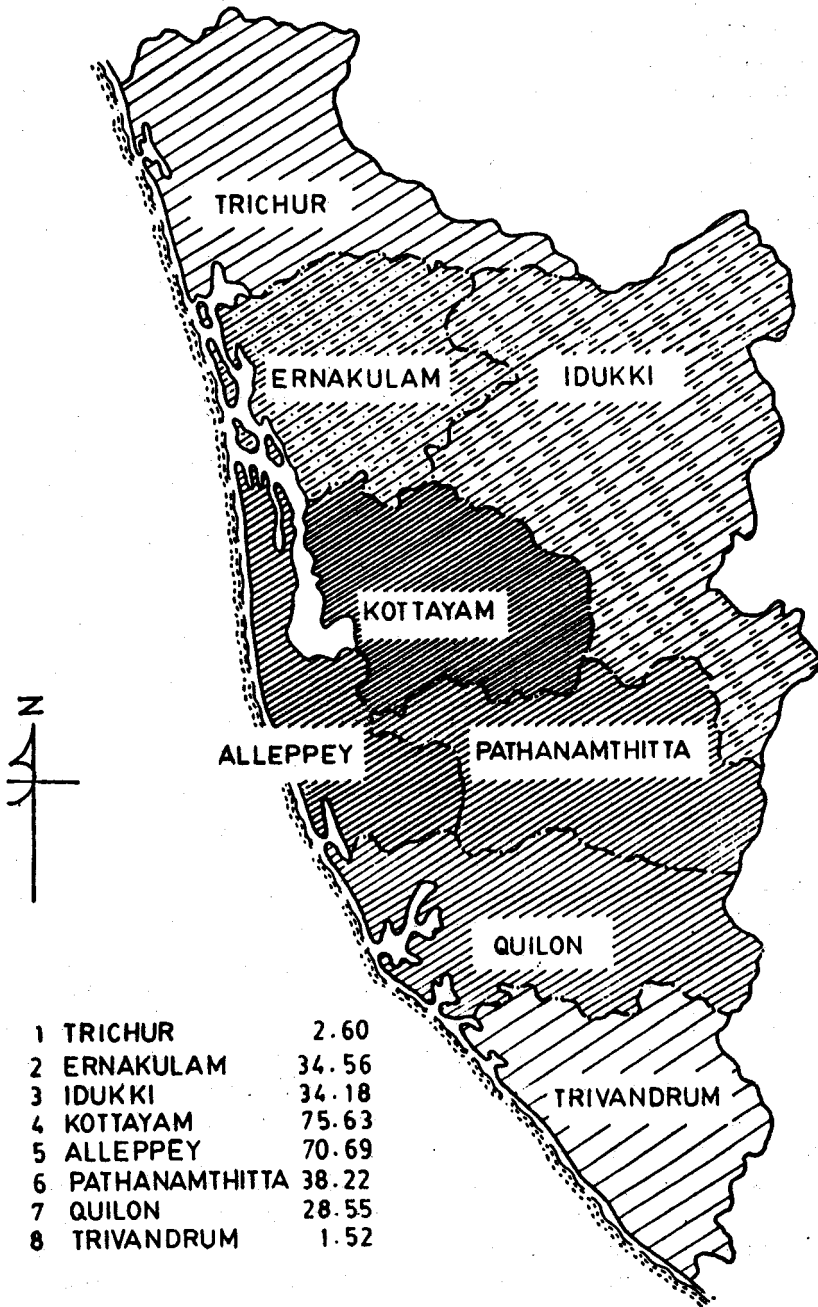 TRICHUR
ERNAKULAM
IDUKKI
KOTTAYAM
N
ALLEPPEY
PATHANAMTHITTA
QUILON
TRIVANDRUM
1 TRICHUR 2.60
2 ERNAKULAM 34.56
3 IDUKKI 34.18
4 KOTTAYAM 75.63
5 ALLEPPEY 70.69
6 PATHANAMTHITTA 38.22
7 QUILON 28.55
8 TRIVANDRUM 1.52